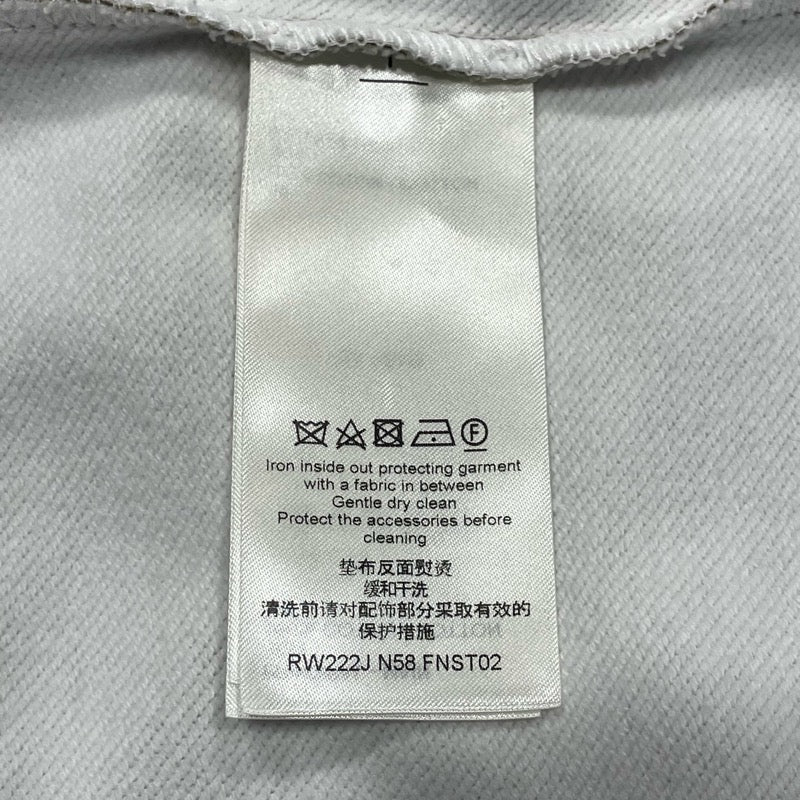 F
Iron inside out protecting garment
with a fabric in between
Gentle dry clean
Protect the accessories before
cleaning
垫布反面熨烫
缓和干洗
清洗前请对配饰部分采取有效的
保护措施
RW222J N58 FNST02